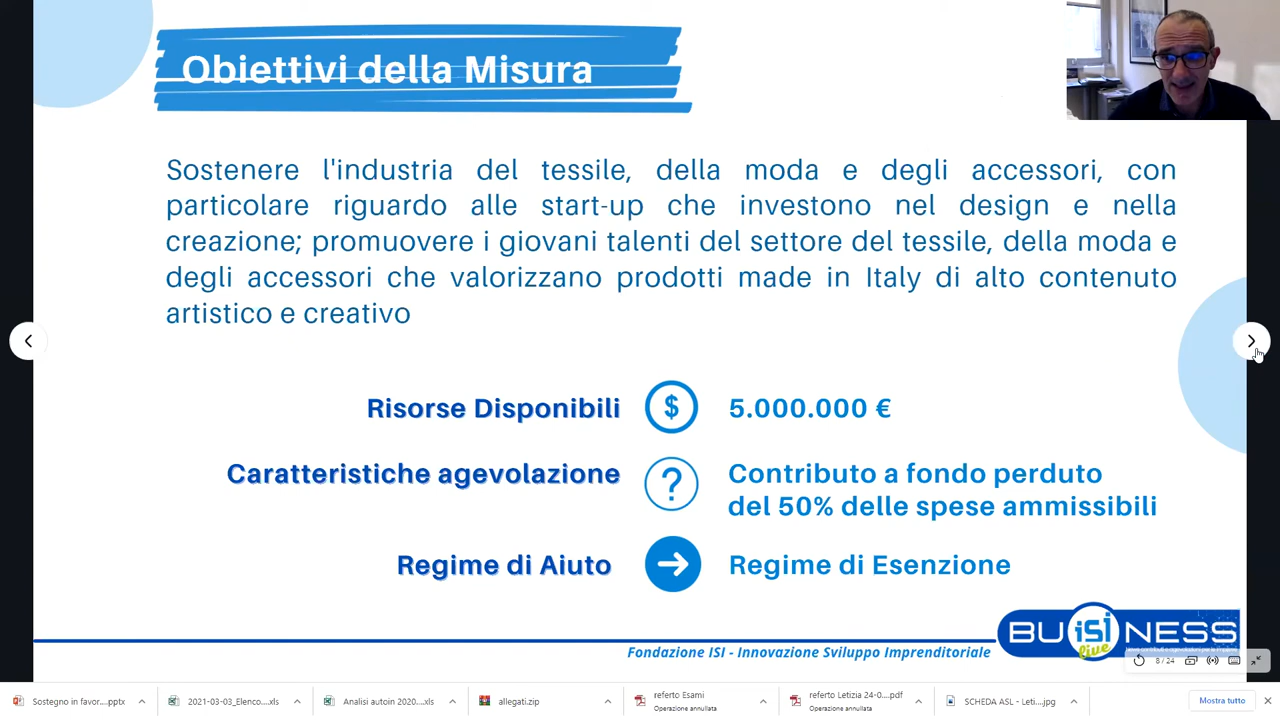 Obiettivi della Misura
Sostenere l'industria del tessile, della moda e degli accessori, con
particolare riguardo alle start-up che investono nel design e nella
creazione; promuovere i giovani talenti del settore del tessile, della moda e
degli accessori che valorizzano prodotti made in Italy di alto contenuto
artistico e creativo
Risorse Disponibili
$
5.000.000 €
Caratteristiche agevolazione
?
Contributo a fondo perduto
del 50% delle spese ammissibili
Regime di Aiuto
Regime di Esenzione
BUiSiNESS
live
Fondazione ISI - Innovazione Sviluppo Imprenditoriale
8 / 24
Sostegno in favor....pptx
2021-03-03_Elenco....xls
Analisi autoin 2020....xls
allegati.zip
referto Esami
Operazione annullata
referto Letizia 24-0....pdf
Operazione annullata
SCHEDA ASL - Leti....jpg
Mostra tutto